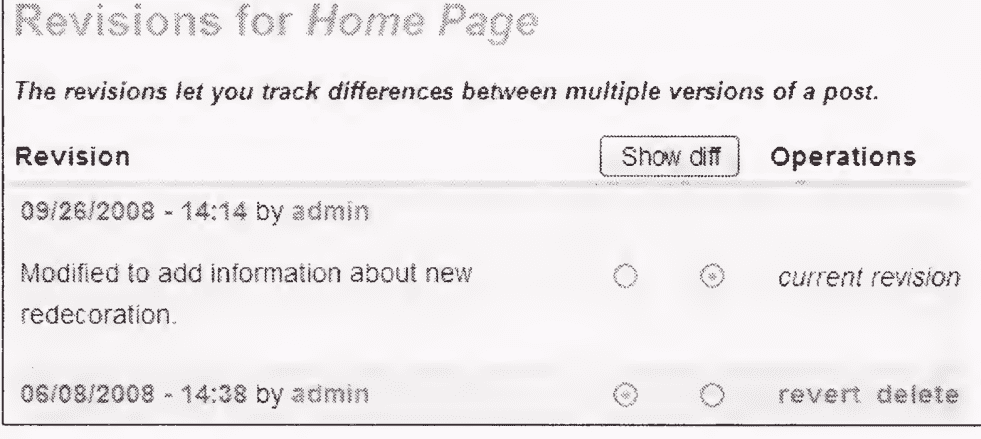 Revisions for Home Page
The revisions let you track differences between multiple versions of a post.
Revision Show diff Operations
09/26/2008 - 14:14 by admin
Modified to add information about new
redecoration.
current revision
06/08/2008 - 14:38 by admin revert delete